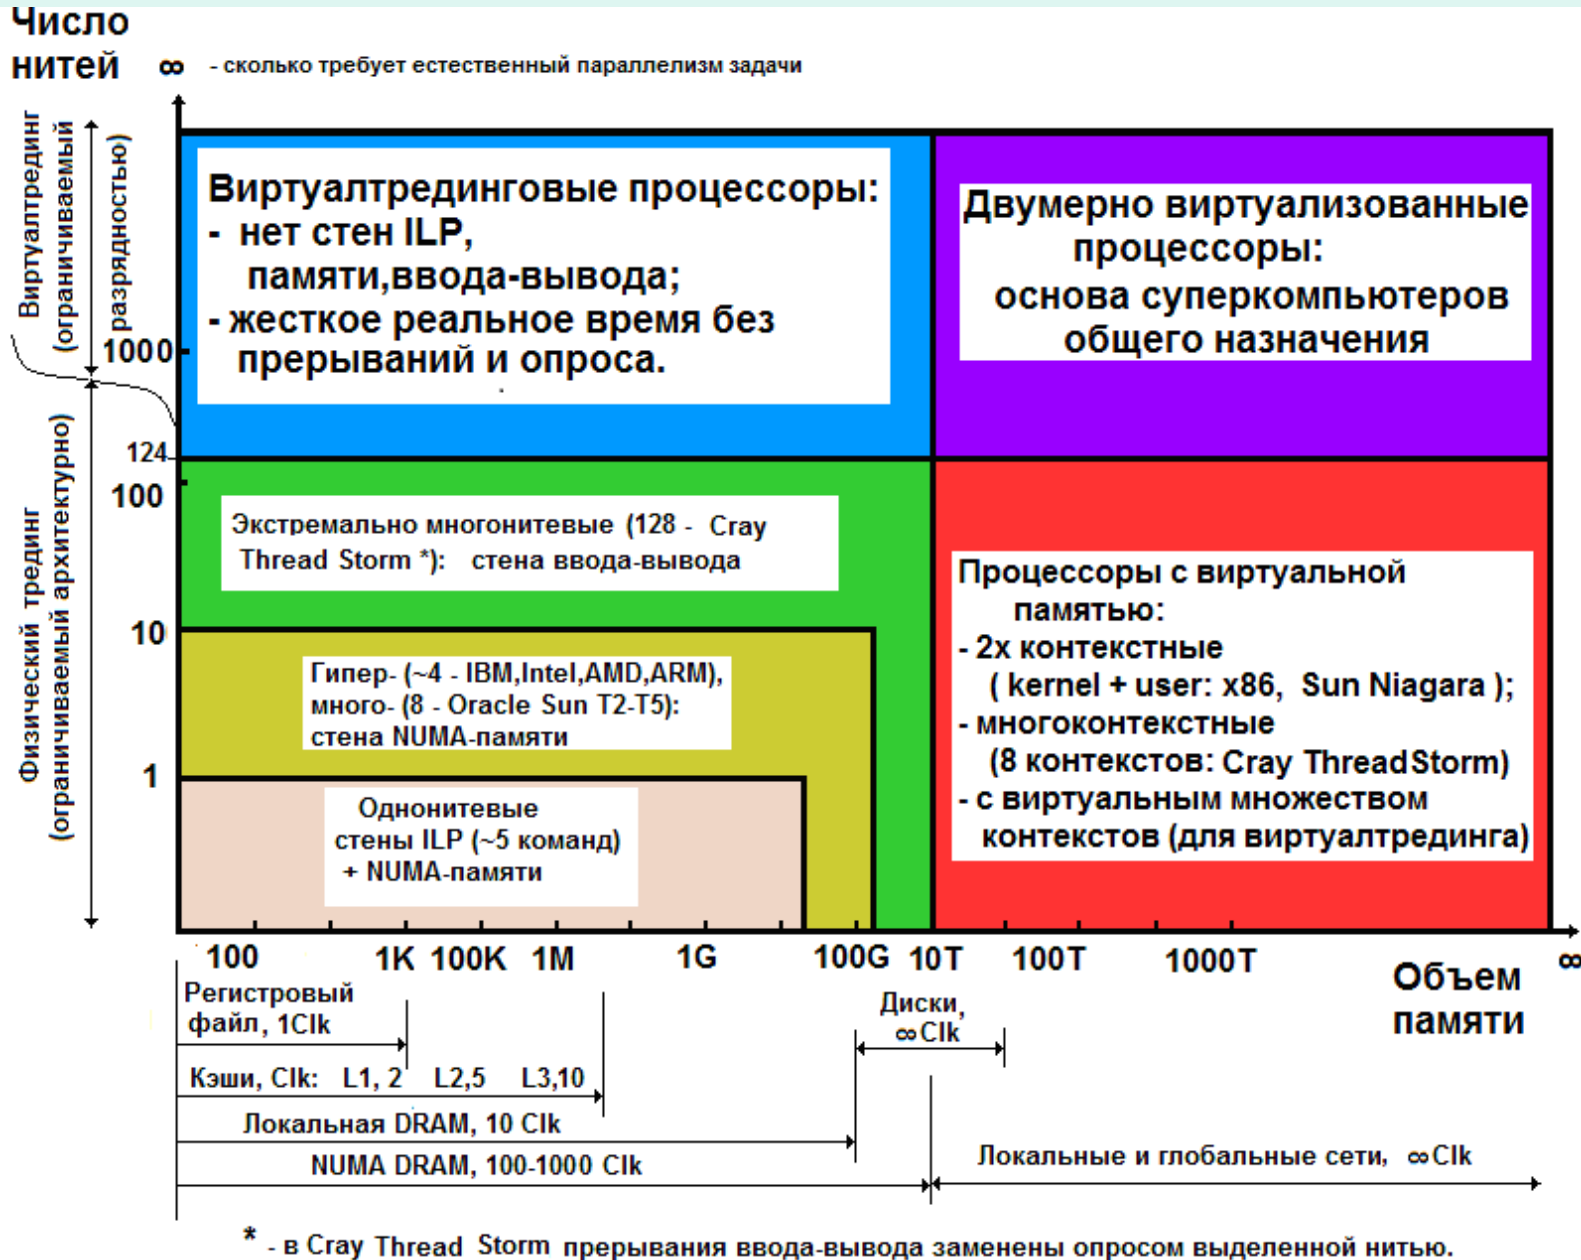 Число
нитей
∞ - сколько требует естественный параллелизм задачи
Виртуалтрединг
(ограничиваемый
разрядностью)
Физический трединг
(ограничиваемый архитектурно)
1000
124
100
10
1
Виртуалтрединговые процессоры:
- нет стен ILP,
памяти,ввода-вывода;
- жесткое реальное время без
прерываний и опроса.
Двумерно виртуализованные
процессоры:
основа суперкомпьютеров
общего назначения
Экстремально многонитевые (128 - Cray
Thread Storm *): стена ввода-вывода
Гипер- (~4 - IBM,Intel,AMD,ARM),
много- (8 - Oracle Sun T2-T5):
стена NUMA-памяти
Однонитевые
стены ILP (~5 команд)
+ NUMA-памяти
Процессоры с виртуальной
памятью:
- 2х контекстные
( kernel + user: x86, Sun Niagara );
- многоконтекстные
(8 контекстов: Cray ThreadStorm)
- с виртуальным множеством
контекстов (для виртуалтрединга)
100 1K 100K 1M 1G 100G 10T 100T 1000T ∞
Объем
памяти
Регистровый
файл, 1Clk
Диски,
∞ Clk
Кэши, Clk: L1, 2 L2,5 L3,10
Локальная DRAM, 10 Clk
NUMA DRAM, 100-1000 Clk
Локальные и глобальные сети, ∞ Clk
* - в Cray Thread Storm прерывания ввода-вывода заменены опросом выделенной нитью.